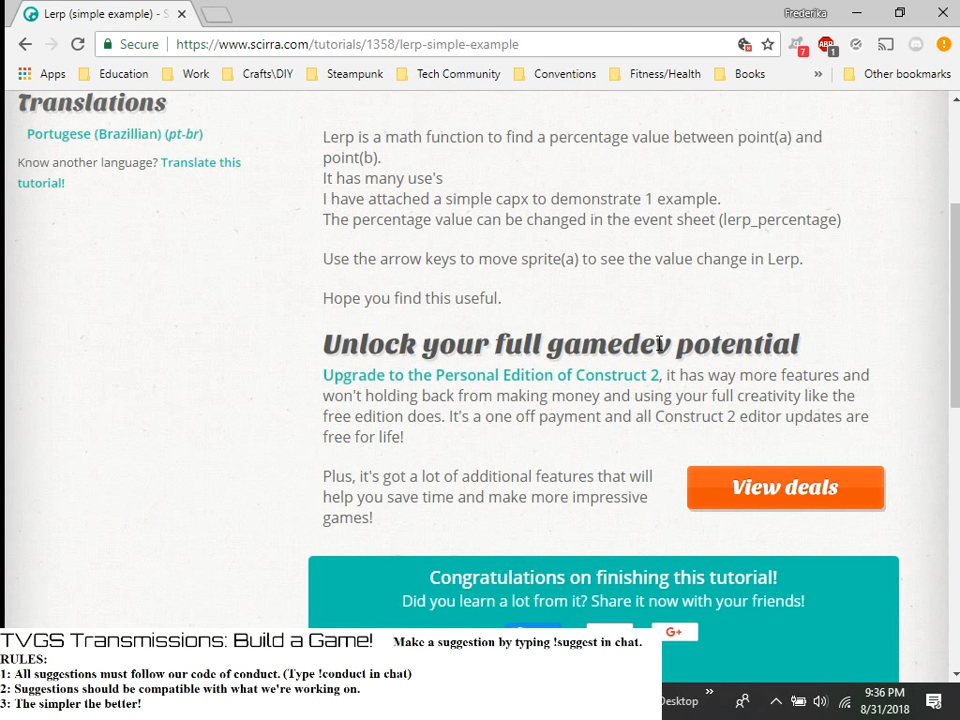 Lerp (simple example) - S
Frederika
Secure
https://www.scirra.com/tutorials/1358/lerp-simple-example
7
ABP
1
Apps
Education
Work
Crafts\DIY
Steampunk
Tech Community
Conventions
Fitness/Health
Books
»
Other bookmarks
Translations
Portugese (Brazillian) (pt-br)
Know another language? Translate this
tutorial!
Lerp is a math function to find a percentage value between point(a) and
point(b).
It has many use's
I have attached a simple capx to demonstrate 1 example.
The percentage value can be changed in the event sheet (lerp_percentage)
Use the arrow keys to move sprite(a) to see the value change in Lerp.
Hope you find this useful.
Unlock your full gamedev potential
Upgrade to the Personal Edition of Construct 2, it has way more features and
won't holding back from making money and using your full creativity like the
free edition does. It's a one off payment and all Construct 2 editor updates are
free for life!
Plus, it's got a lot of additional features that will
help you save time and make more impressive
games!
View deals
Congratulations on finishing this tutorial!
Did you learn a lot from it? Share it now with your friends!
G+
TVGS Transmissions: Build a Game!
Make a suggestion by typing !suggest in chat.
RULES:
1: All suggestions must follow our code of conduct. (Type !conduct in chat)
2: Suggestions should be compatible with what we're working on.
3: The simpler the better!
Desktop
»
9:36 PM
8/31/2018